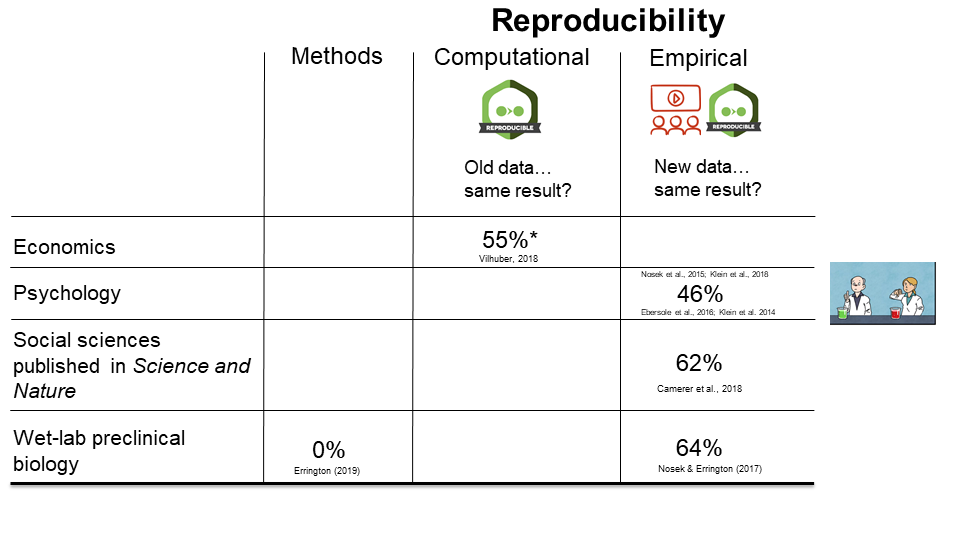 Reproducibility
Methods
Computational
Empirical
REPRODUCIBLE
REPRODUCIBLE
Old data…
same result?
New data…
same result?
Economics
55%*
Vilhuber, 2018
Psychology
Nosek et al., 2015; Klein et al., 2018
46%
Ebersole et al., 2016; Klein et al. 2014
Social sciences
published in Science and
Nature
62%
Camerer et al., 2018
Wet-lab preclinical
biology
0%
Errington (2019)
64%
Nosek & Errington (2017)